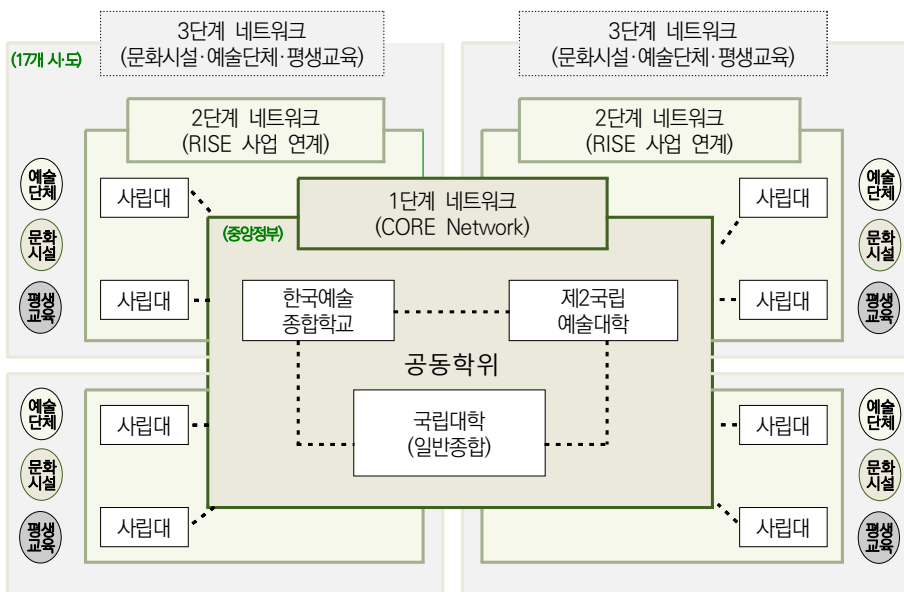 3단계 네트워크
(문화시설·예술단체·평생교육)
3단계 네트워크
(문화시설·예술단체·평생교육)
(17개 시·도)
2단계 네트워크
(RISE 사업 연계)
2단계 네트워크
(RISE 사업 연계)
예술
단체
문화
시설
평생
교육
사립대
사립대
1단계 네트워크
(CORE Network)
(중앙정부)
한국예술
종합학교
제2국립
예술대학
공동학위
국립대학
(일반종합)
사립대
사립대
예술
단체
문화
시설
평생
교육
예술
단체
문화
시설
평생
교육
사립대
사립대
사립대
사립대
예술
단체
문화
시설
평생
교육